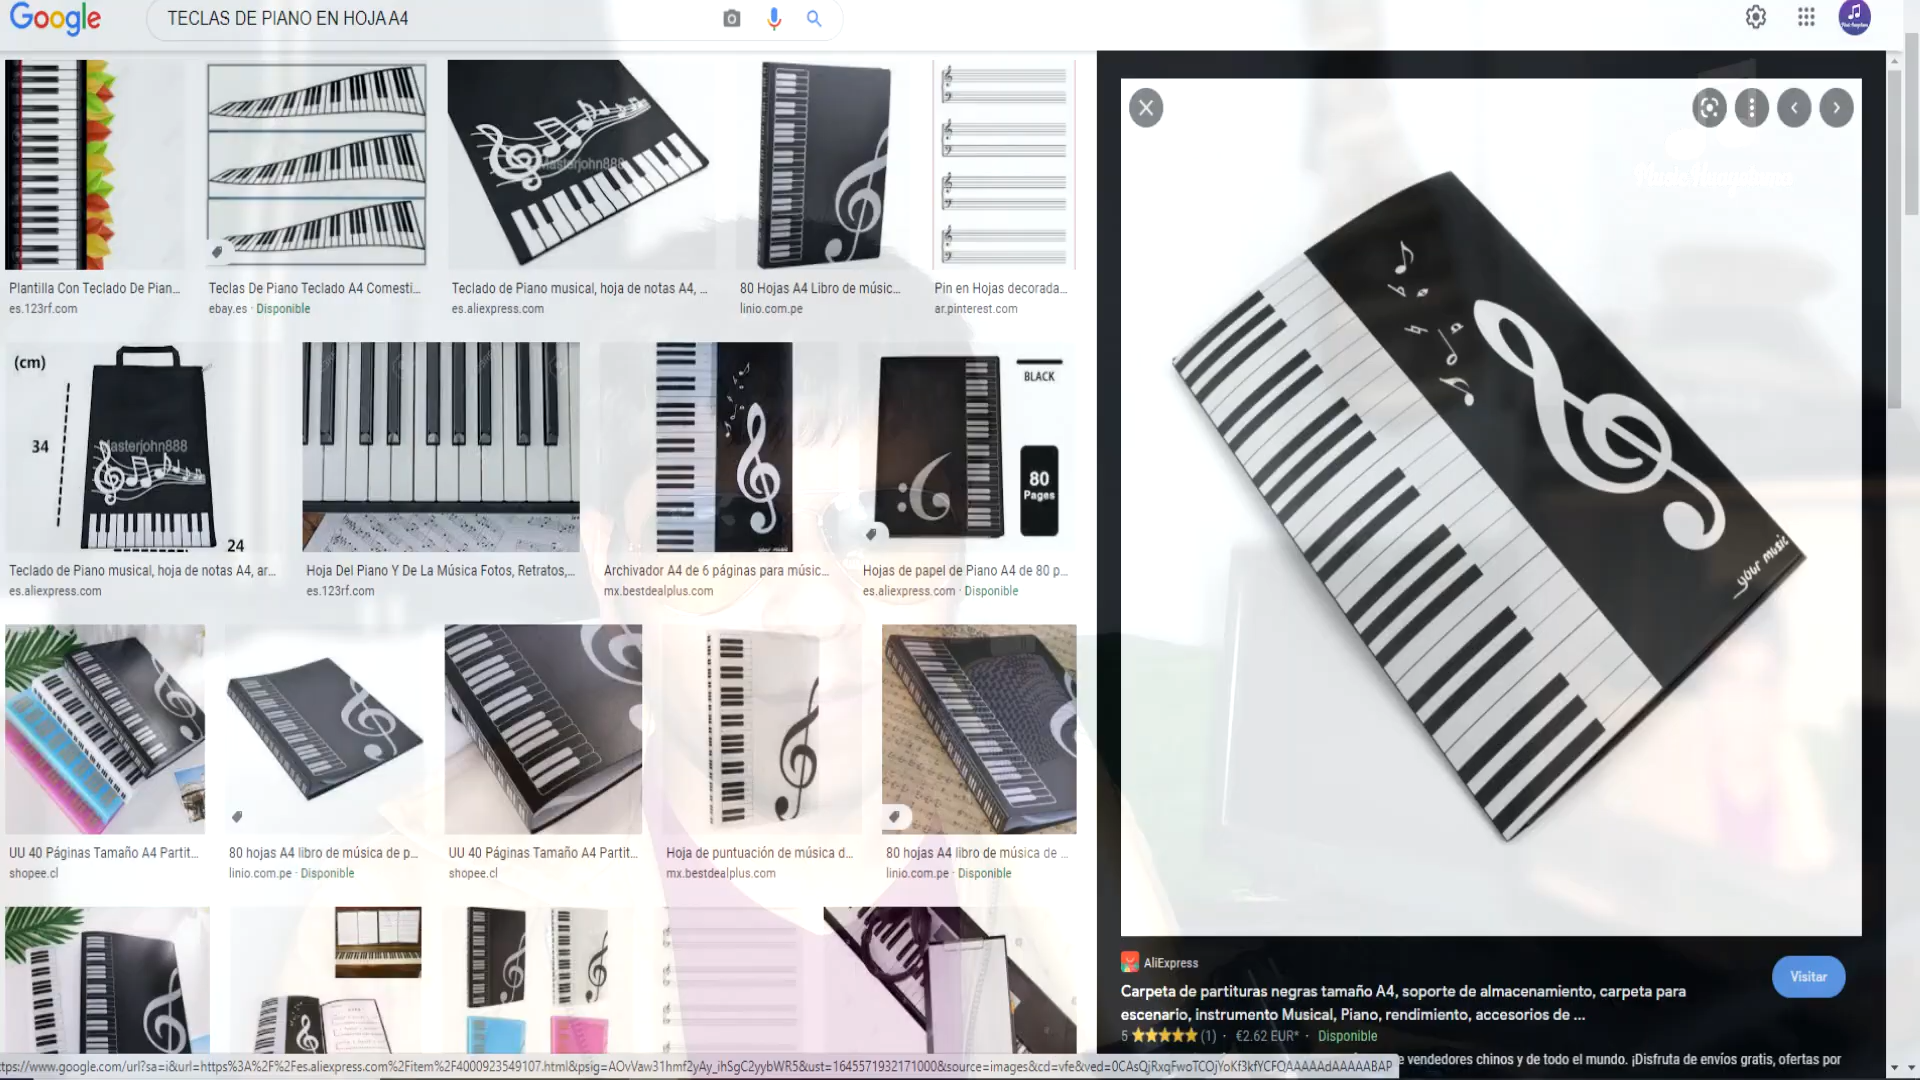 Google
TECLAS DE PIANO EN HOJA A4
Masterjohn888
Plantilla Con Teclado De Pian...
es.123rf.com
Teclas De Piano Teclado A4 Comesti...
ebay.es · Disponible
Teclado de Piano musical, hoja de notas A4, ...
es.aliexpress.com
80 Hojas A4 Libro de músic...
linio.com.pe
Pin en Hojas decorada...
ar.pinterest.com
(cm)
34
Masterjohn888
24
your music
BLACK
80
Pages
Teclado de Piano musical, hoja de notas A4, ar...
es.aliexpress.com
Hoja Del Piano Y De La Música Fotos, Retratos,...
es.123rf.com
Archivador A4 de 6 páginas para músic...
mx.bestdealplus.com
Hojas de papel de Piano A4 de 80 p...
es.aliexpress.com · Disponible
UU 40 Páginas Tamaño A4 Partit...
shopee.cl
80 hojas A4 libro de música de p...
linio.com.pe · Disponible
UU 40 Páginas Tamaño A4 Partit...
shopee.cl
Hoja de puntuación de música d...
mx.bestdealplus.com
80 hojas A4 libro de música de ...
linio.com.pe · Disponible
your music
AliExpress
Visitar
Carpeta de partituras negras tamaño A4, soporte de almacenamiento, carpeta para
escenario, instrumento Musical, Piano, rendimiento, accesorios de ...
5 (1) · €2.62 EUR* · Disponible
e vendedores chinos y de todo el mundo. ¡Disfruta de envíos gratis, ofertas por